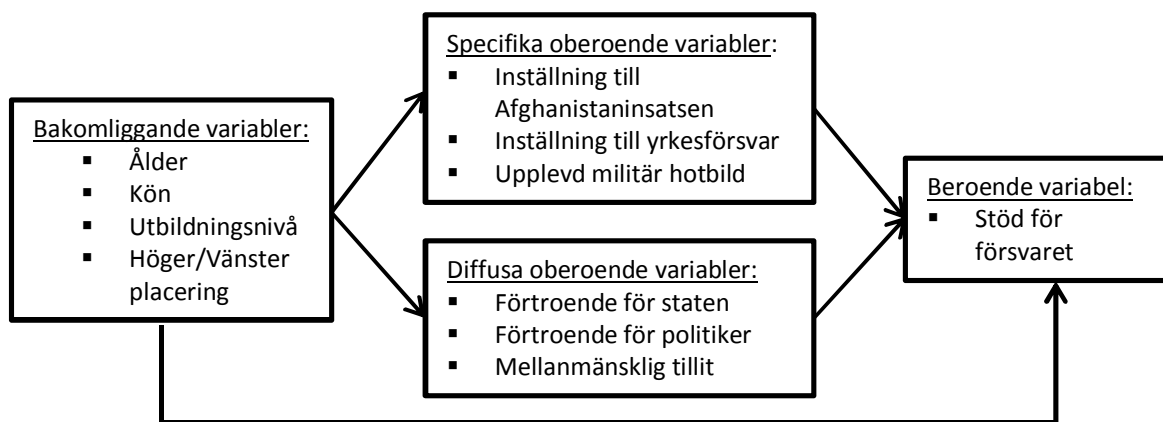 Bakomliggande variabler:
▪ Ålder
▪ Kön
▪ Utbildningsnivå
▪ Höger/Vänster
placering
Specifika oberoende variabler:
▪ Inställning till
Afghanistaninsatsen
▪ Inställning till yrkesförsvar
▪ Upplevd militär hotbild
Diffusa oberoende variabler:
▪ Förtroende för staten
▪ Förtroende för politiker
▪ Mellanmänsklig tillit
Beroende variabel:
▪ Stöd för
försvaret